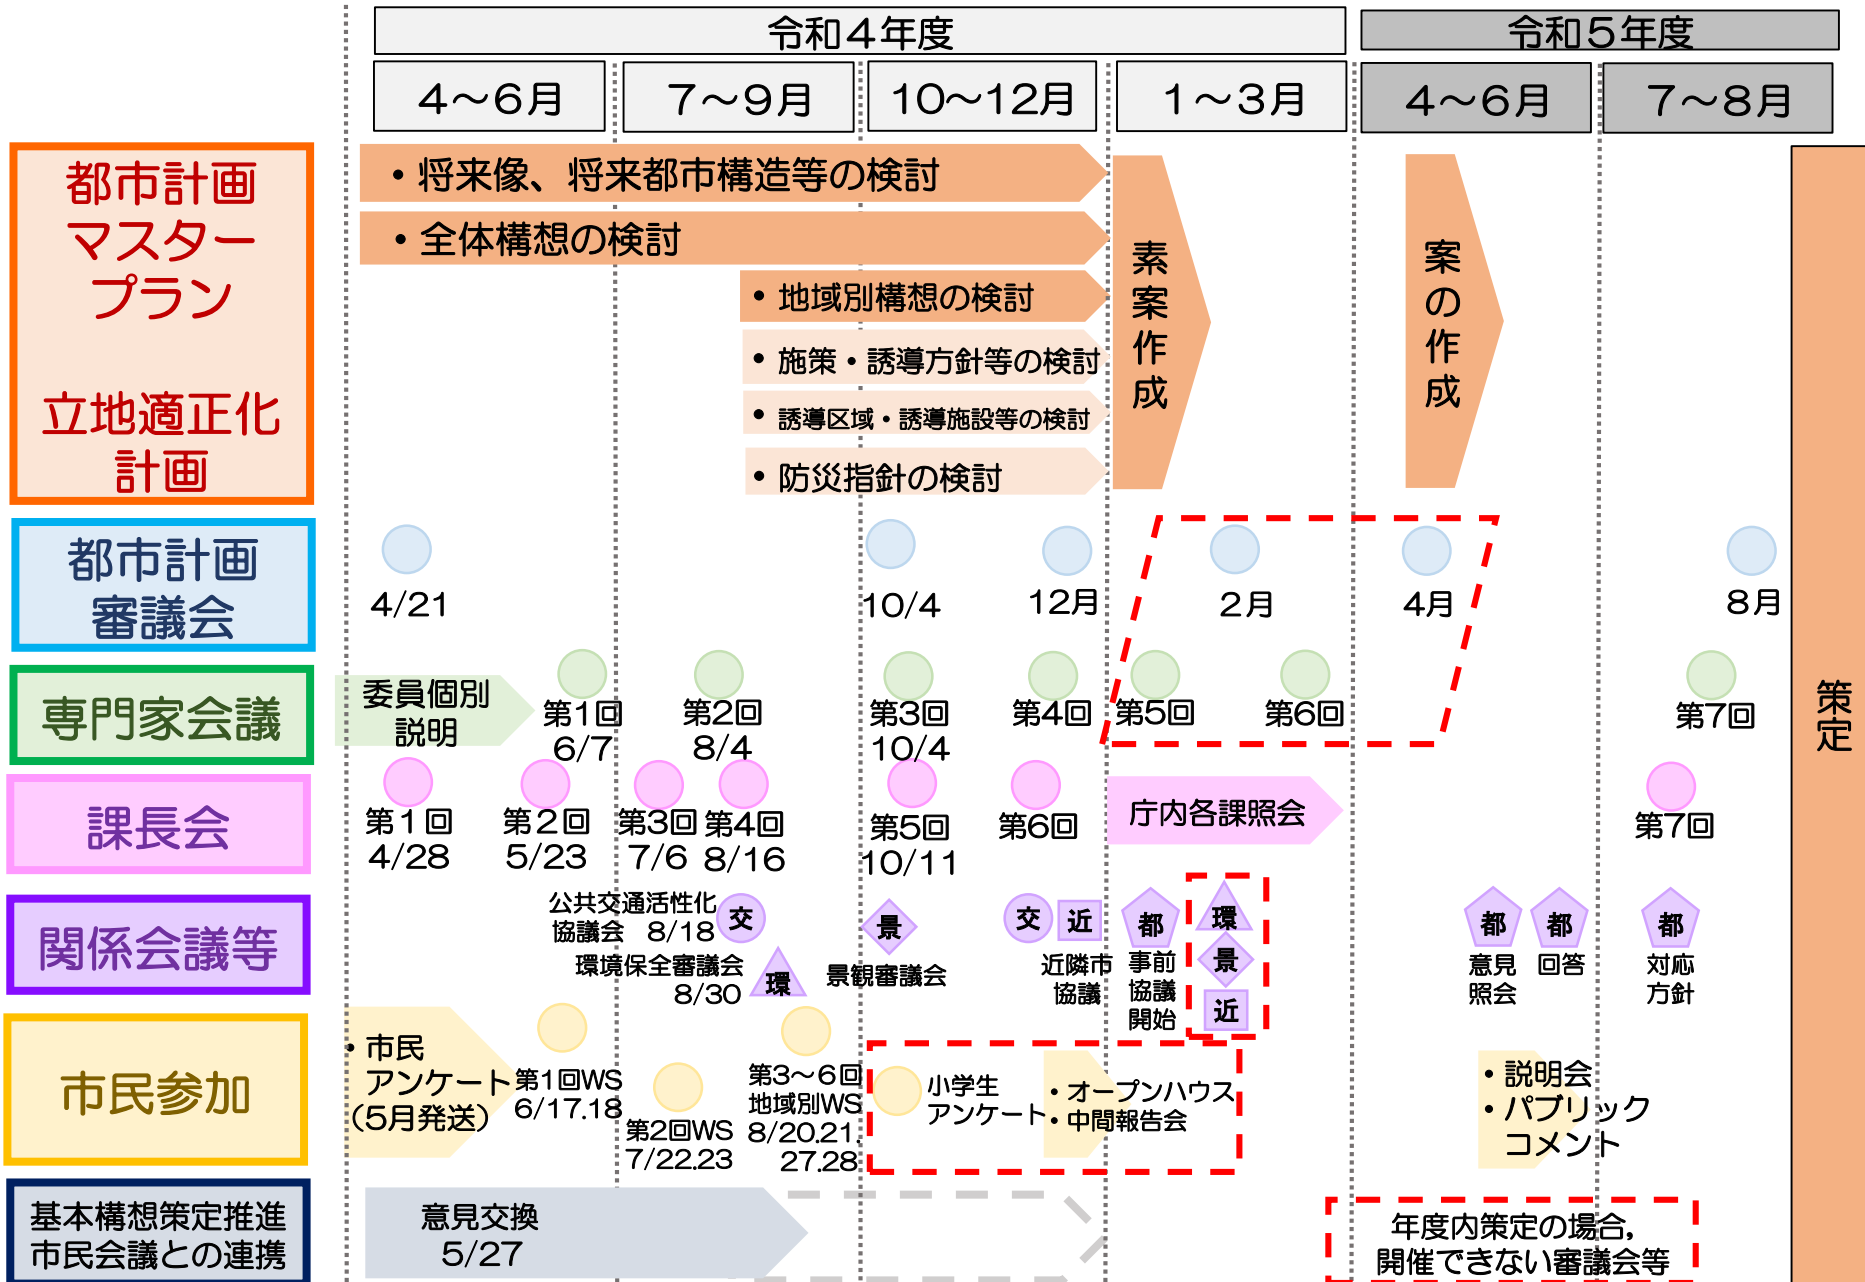 令和４年度
令和５年度
4～6月
7～9月
10～12月
1～3月
4～6月
7～8月
都市計画
マスター
プラン
立地適正化
計画
・将来像、将来都市構造等の検討
・全体構想の検討
・地域別構想の検討
・施策・誘導方針等の検討
・誘導区域・誘導施設等の検討
・防災指針の検討
素案作成
案の作成
策定
都市計画
審議会
4/21
10/4
12月
2月
4月
8月
専門家会議
委員個別
説明
第1回
6/7
第2回
8/4
第3回
10/4
第4回
第5回
第6回
第7回
課長会
第1回
4/28
第2回
5/23
第3回
7/6
第4回
8/16
第5回
10/11
第6回
庁内各課照会
第7回
関係会議等
公共交通活性化
協議会 8/18
交
環境保全審議会
8/30
環
景
景観審議会
交
近
近隣市
協議
都
事前
協議
開始
環
景
近
都
意見
照会
都
回答
都
対応
方針
市民参加
・市民
アンケート
（5月発送）
第1回WS
6/17.18
第2回WS
7/22.23
第3～6回
地域別WS
8/20.21.
27.28
小学生
アンケート
・オープンハウス
・中間報告会
・説明会
・パブリック
コメント
基本構想策定推進
市民会議との連携
意見交換
5/27
年度内策定の場合，
開催できない審議会等